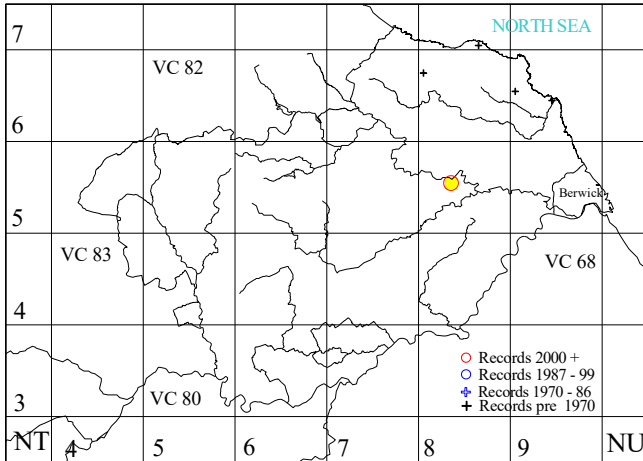 7
NORTH SEA
VC 82
6
Berwick
5
VC 83
VC 68
4
Records 2000 +
Records 1987 - 99
VC 80
Records 1970 - 86
3
Records pre 1970
NT 4 5 6 7 8 9 NU